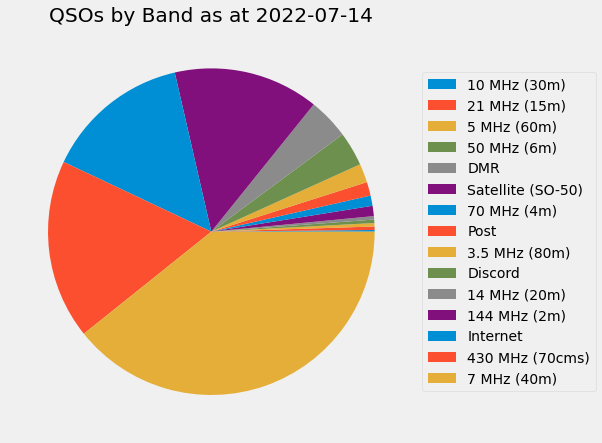 QSOs by Band as at 2022-07-14
10 MHz (30m)
21 MHz (15m)
5 MHz (60m)
50 MHz (6m)
DMR
Satellite (SO-50)
70 MHz (4m)
Post
3.5 MHz (80m)
Discord
14 MHz (20m)
144 MHz (2m)
Internet
430 MHz (70cms)
7 MHz (40m)